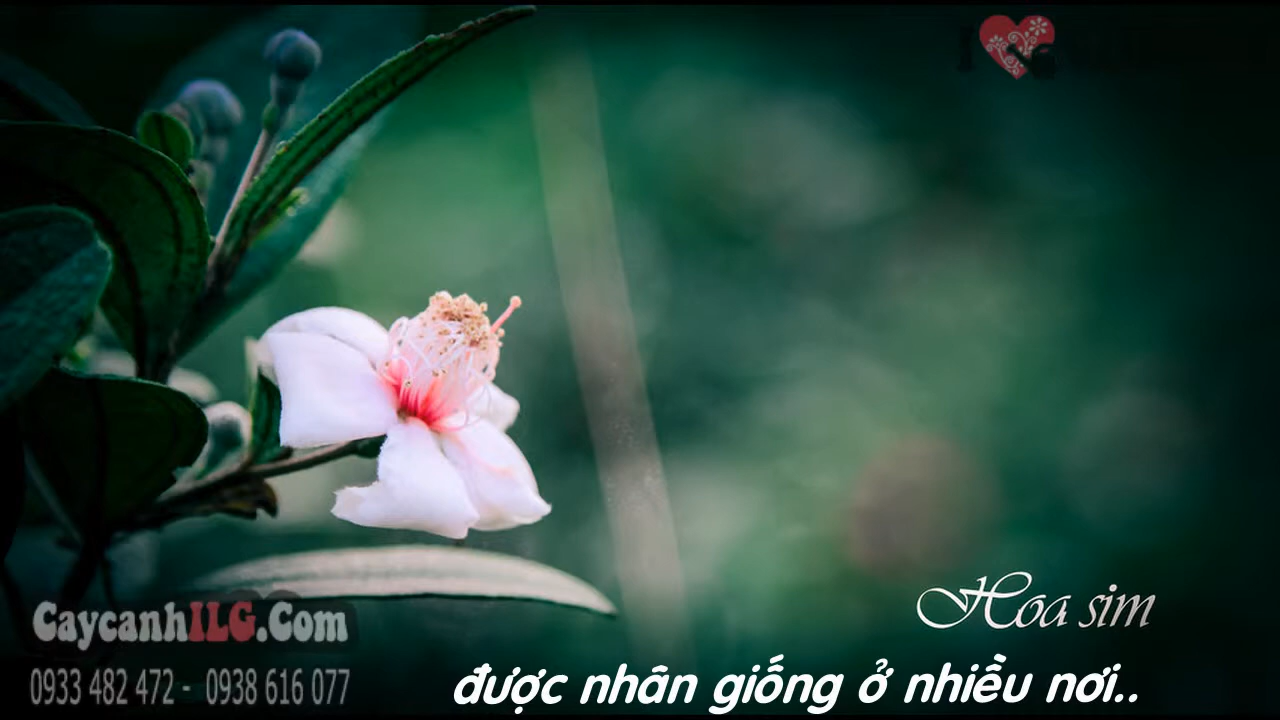 I
Hoa sim
CaycanhILG.Com
0933 482 472 - 0938 616 077
được nhân giống ở nhiều nơi..